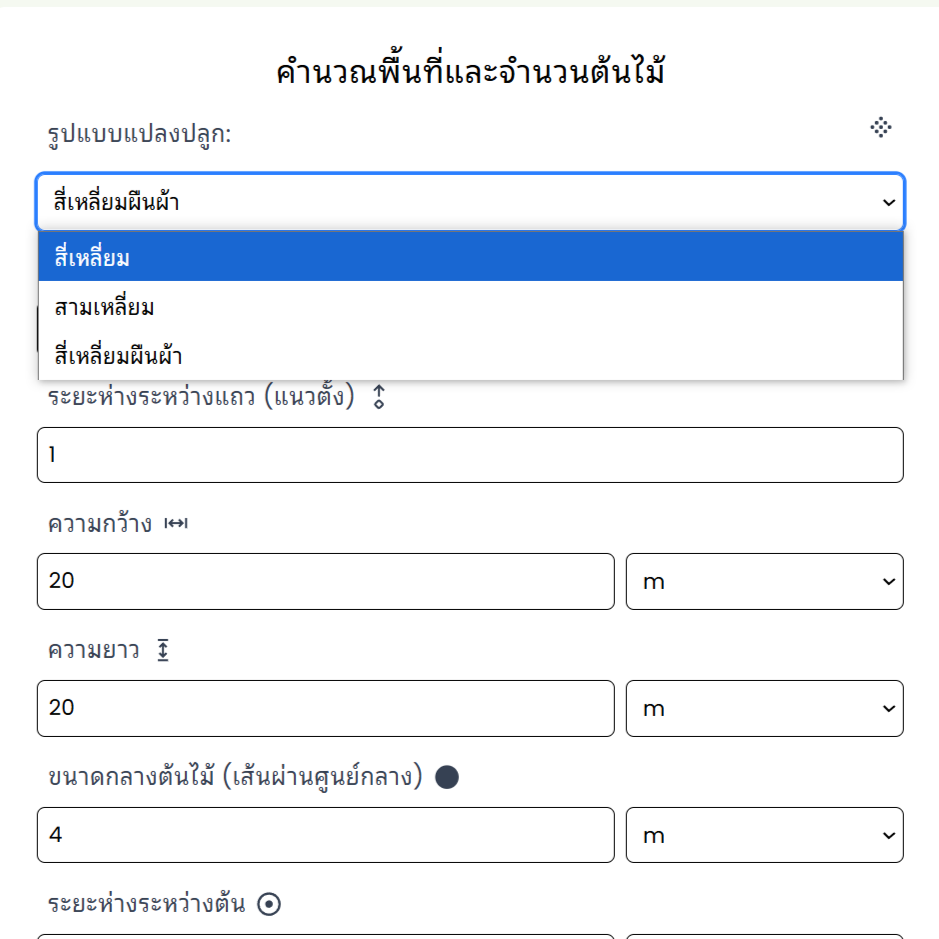 คำนวณพื้นที่และจำนวนต้นไม้
รูปแบบแปลงปลูก:
สี่เหลี่ยมผืนผ้า
สี่เหลี่ยม
สามเหลี่ยม
สี่เหลี่ยมผืนผ้า
ระยะห่างระหว่างแถว (แนวตั้ง)
1
ความกว้าง
20 m
ความยาว
20 m
ขนาดกลางต้นไม้ (เส้นผ่านศูนย์กลาง)
4 m
ระยะห่างระหว่างต้น